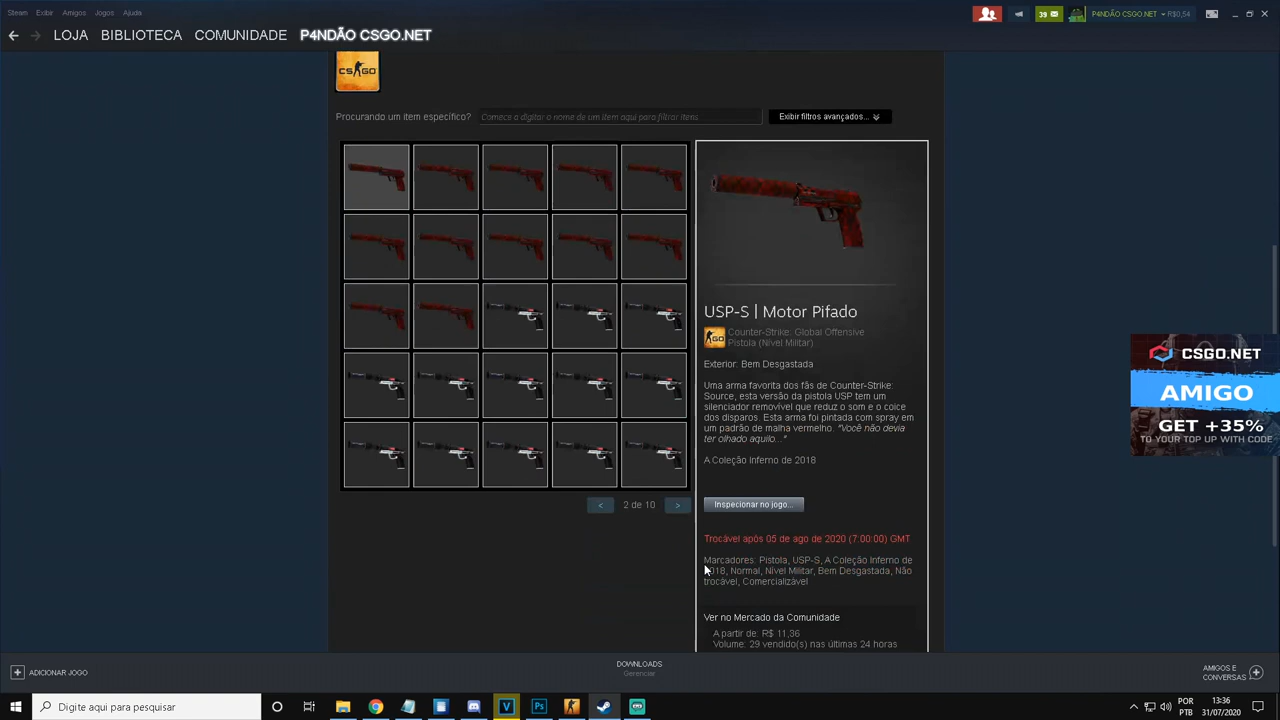 Steam Exibir Amigos Jogos Ajuda
39 P4NDÃO CSGO.NET R$0,54
LOJA BIBLIOTECA COMUNIDADE P4NDÃO CSGO.NET
CS GO
Procurando um item específico? Comece a digitar o nome de um item aqui para filtrar itens Exibir filtros avançados...
USP-S | Motor Pifado
Counter-Strike: Global Offensive
Pistola (Nível Militar)
Exterior: Bem Desgastada
Uma arma favorita dos fãs de Counter-Strike:
Source, esta versão da pistola USP tem um
silenciador removível que reduz o som e o coice
dos disparos. Esta arma foi pintada com spray em
um padrão de malha vermelho. "Você não devia
ter olhado aquilo..."
A Coleção Inferno de 2018
< 2 de 10 >
Inspecionar no jogo...
Trocável após 05 de ago de 2020 (7:00:00) GMT
Marcadores: Pistola, USP-S, A Coleção Inferno de
2018, Normal, Nível Militar, Bem Desgastada, Não
trocável, Comercializável
Ver no Mercado da Comunidade
A partir de: R$ 11,36
Volume: 29 vendido(s) nas últimas 24 horas
CSGO.NET
AMIGO
GET +35%
TO YOUR TOP UP WITH CODE
+ ADICIONAR JOGO
DOWNLOADS
Gerenciar
AMIGOS E
CONVERSAS +
Digite aqui para pesquisar
POR
PTB
13:36
31/07/2020